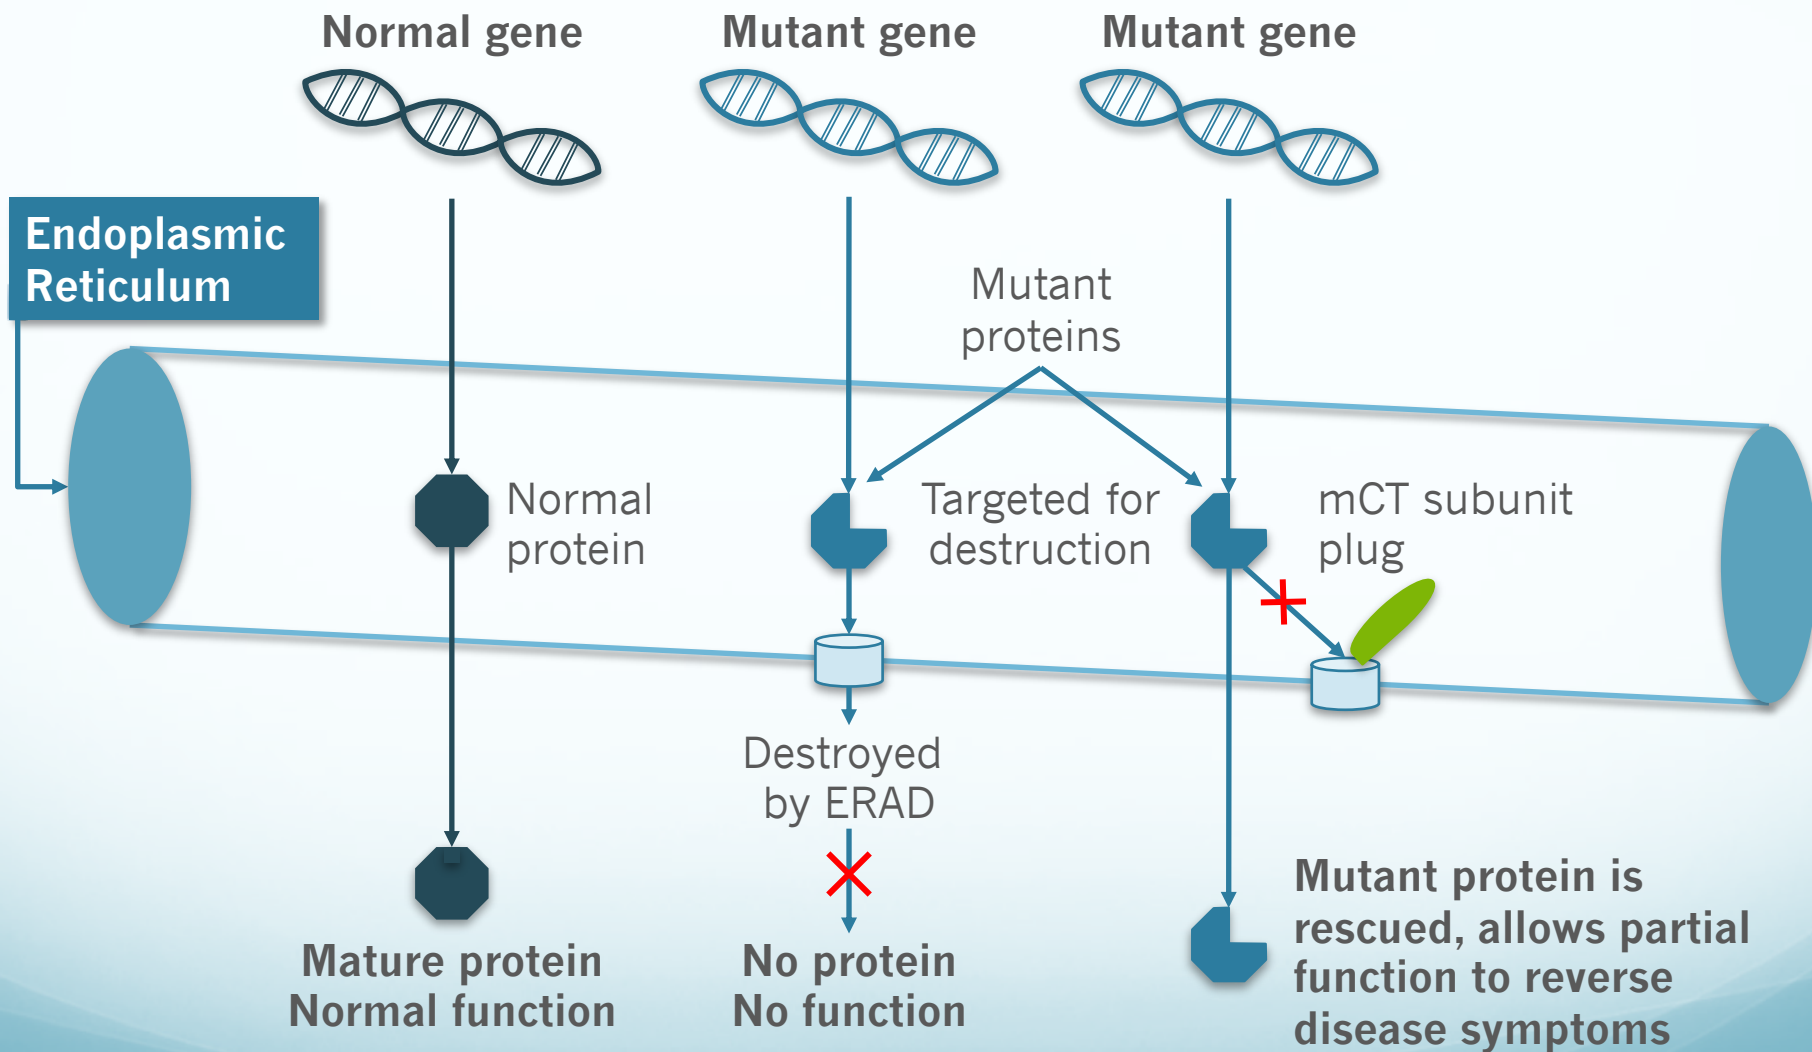 Normal gene
Mutant gene
Mutant gene
Endoplasmic
Reticulum
Mutant
proteins
Normal
protein
Targeted for
destruction
mCT subunit
plug
Destroyed
by ERAD
Mature protein
Normal function
No protein
No function
Mutant protein is
rescued, allows partial
function to reverse
disease symptoms